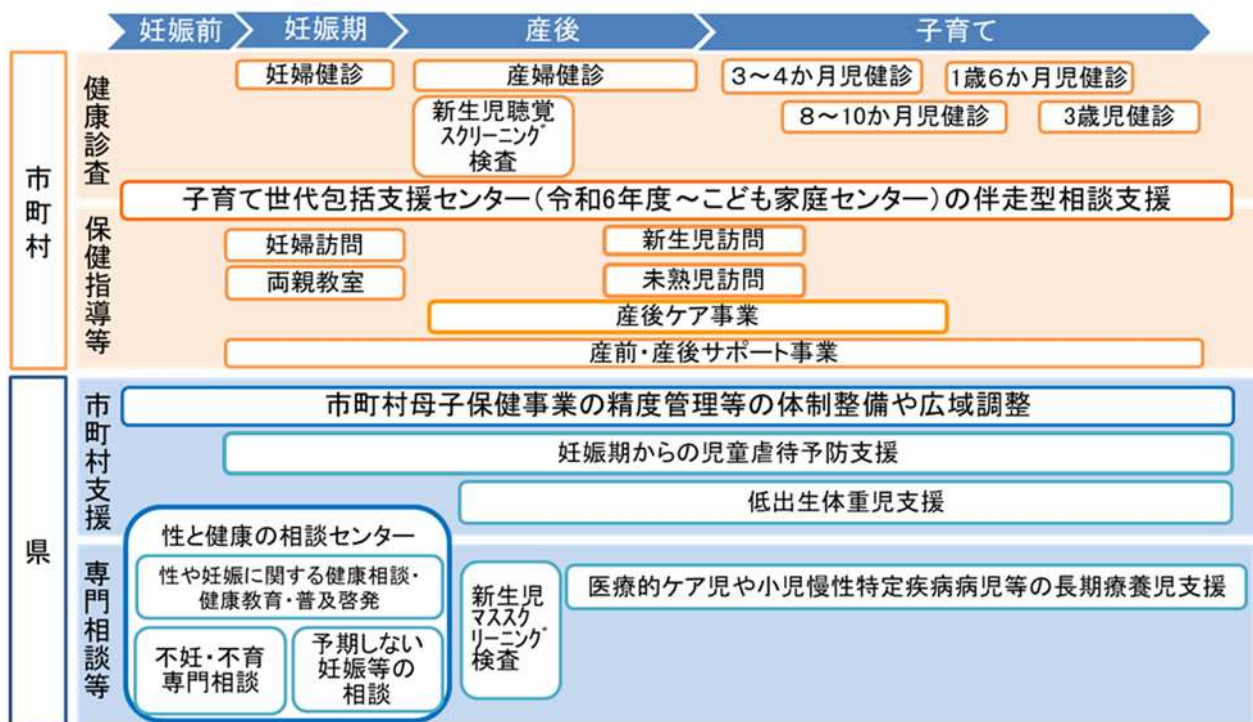 妊娠前
妊娠期
産後
子育て
市町村
健康診査
妊婦健診
産婦健診
3～4か月児健診
1歳6か月児健診
新生児聴覚
スクリーニング
検査
8～10か月児健診
3歳児健診
子育て世代包括支援センター（令和6年度～こども家庭センター）の伴走型相談支援
保健指導等
妊婦訪問
新生児訪問
両親教室
未熟児訪問
産後ケア事業
産前・産後サポート事業
県
市町村支援
市町村母子保健事業の精度管理等の体制整備や広域調整
妊娠期からの児童虐待予防支援
低出生体重児支援
性と健康の相談センター
専門相談等
性や妊娠に関する健康相談・
健康教育・普及啓発
不妊・不育
専門相談
予期しない
妊娠等の
相談
新生児
マススク
リーニング
検査
医療的ケア児や小児慢性特定疾病病児等の長期療養児支援